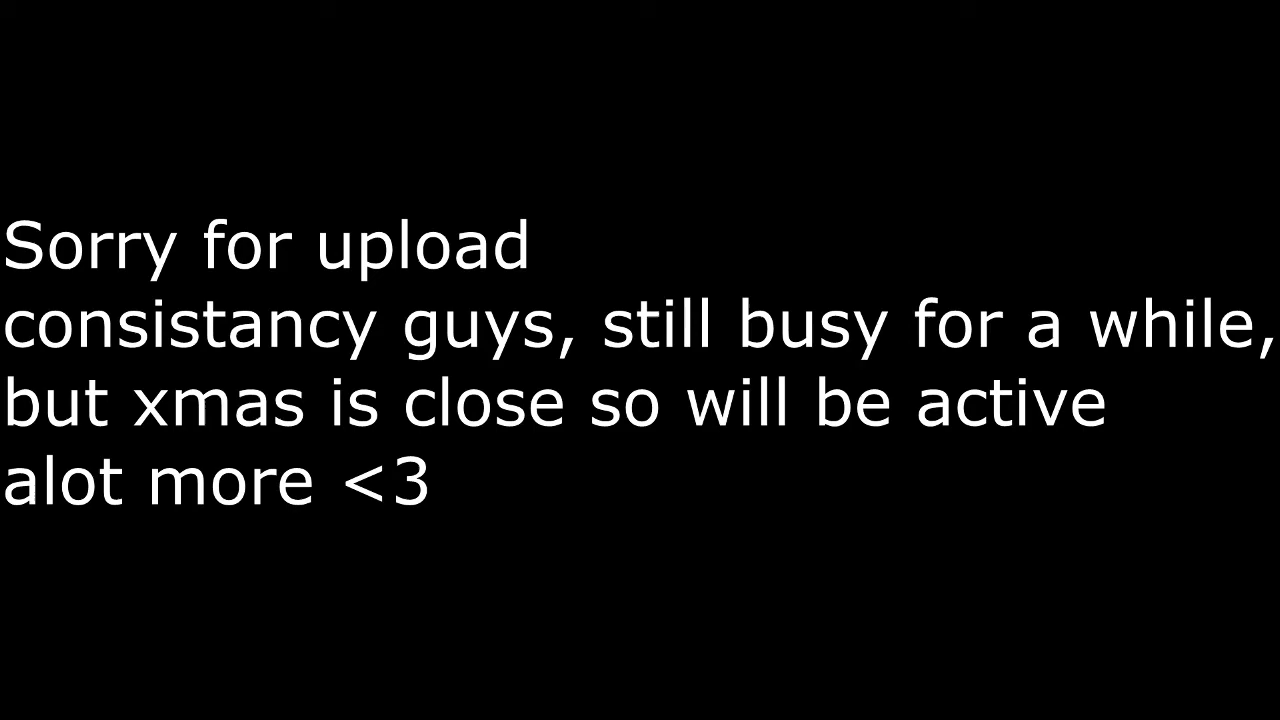 Sorry for upload
consistancy guys, still busy for a while,
but xmas is close so will be active
alot more <3